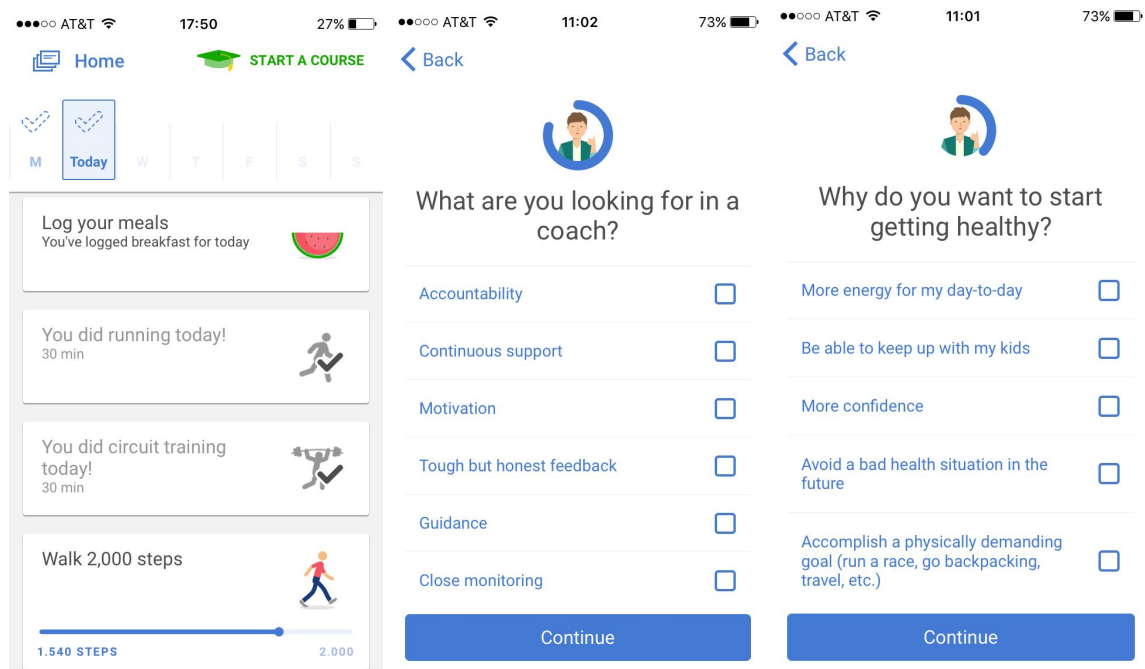 AT&T 17:50 27%
Home START A COURSE
M Today W T F S S
Log your meals
You've logged breakfast for today
You did running today!
30 min
You did circuit training
today!
30 min
Walk 2,000 steps
1.540 STEPS 2.000
AT&T 11:02 73%
Back
What are you looking for in a
coach?
Accountability
Continuous support
Motivation
Tough but honest feedback
Guidance
Close monitoring
Continue
AT&T 11:01 73%
Back
Why do you want to start
getting healthy?
More energy for my day-to-day
Be able to keep up with my kids
More confidence
Avoid a bad health situation in the
future
Accomplish a physically demanding
goal (run a race, go backpacking,
travel, etc.)
Continue